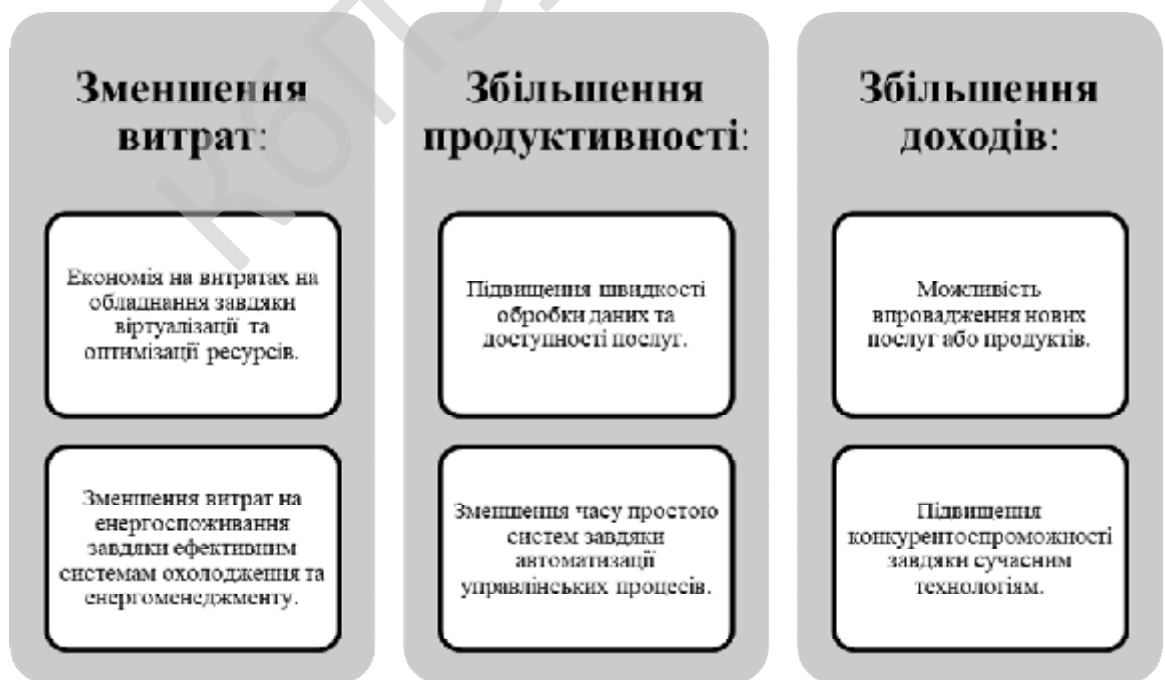 Зменшення
витрат:
Економія на витратах на
обладнання завдяки
віртуалізації та
оптимізації ресурсів.
Зменшення витрат на
енергоспоживання
завдяки ефективним
системам охолодження та
енергоменеджменту.
Збільшення
продуктивності:
Підвищення швидкості
обробки даних та
доступності послуг.
Зменшення часу простою
систем завдяки
автоматизації
управлінських процесів.
Збільшення
доходів:
Можливість
впровадження нових
послуг або продуктів.
Підвищення
конкурентоспроможності
завдяки сучасним
технологіям.